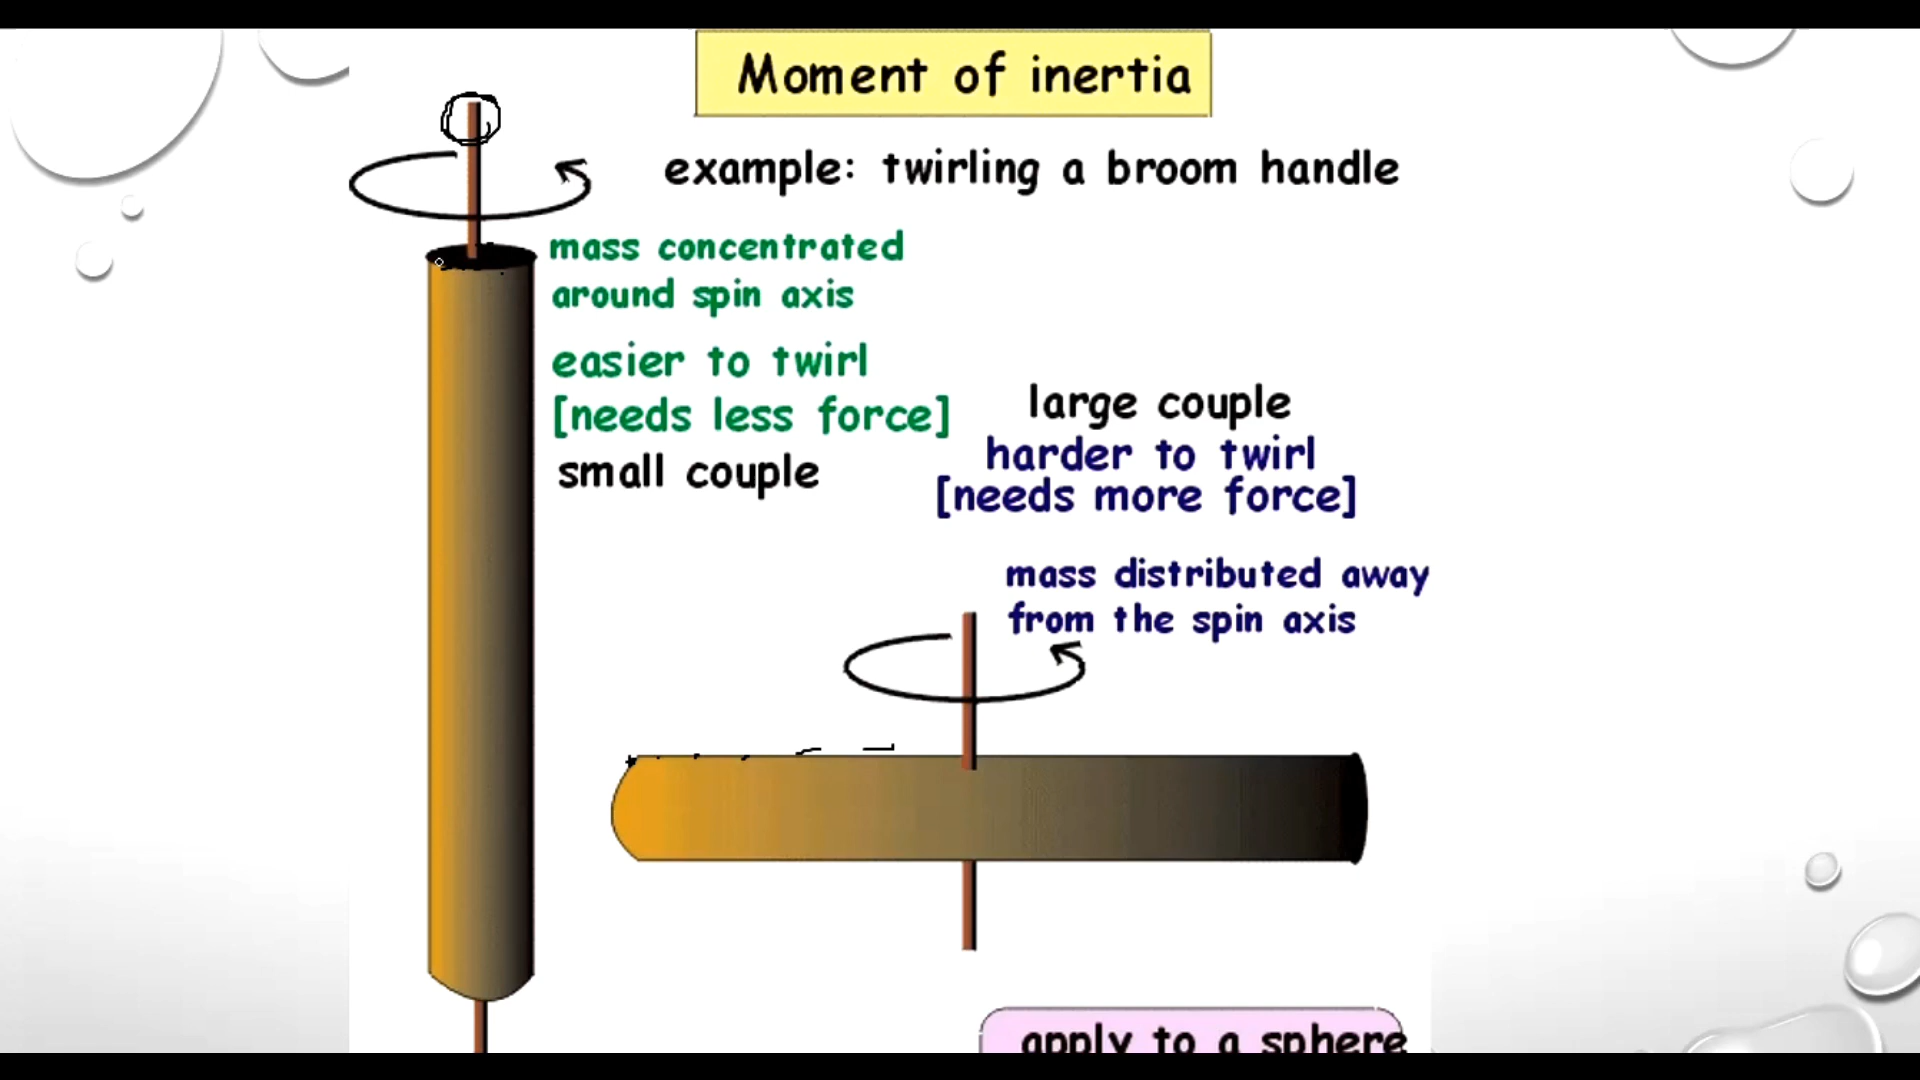 Moment of inertia
example: twirling a broom handle
mass concentrated
around spin axis
easier to twirl
[needs less force]
small couple
large couple
harder to twirl
[needs more force]
mass distributed away
from the spin axis
apply to a sphere